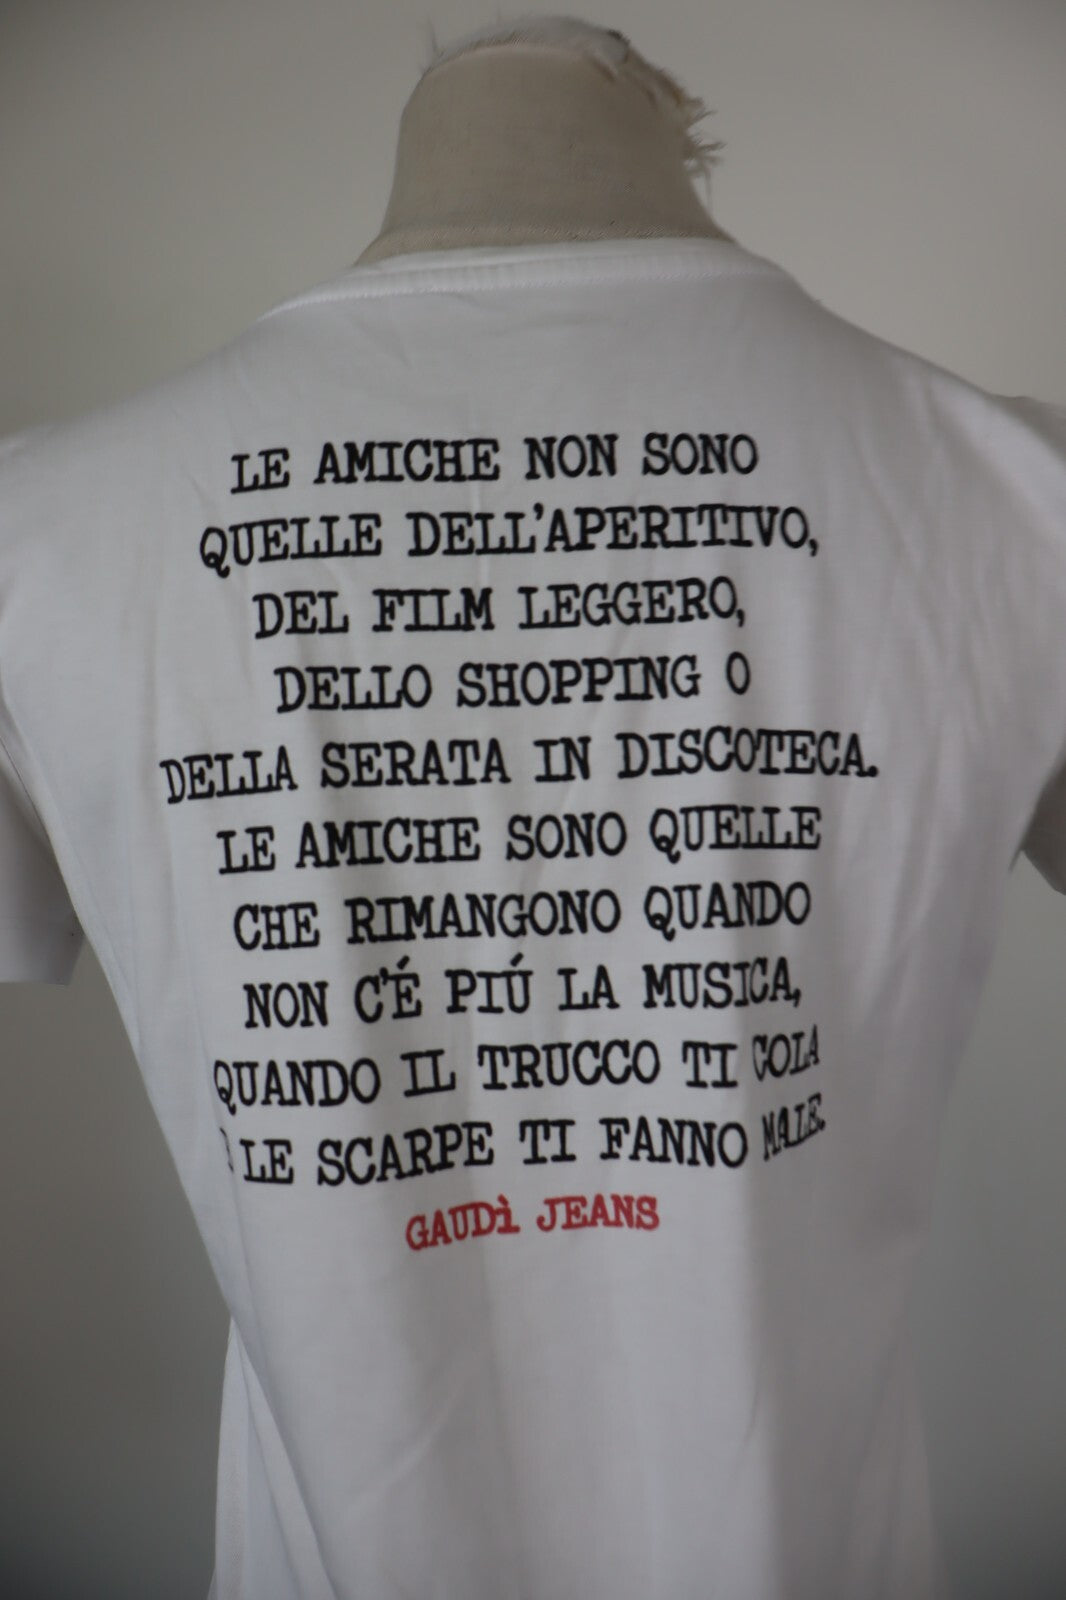 LE AMICHE NON SONO
QUELLE DELL'APERITIVO,
DEL FILM LEGGERO,
DELLO SHOPPING O
DELLA SERATA IN DISCOTECA.
LE AMICHE SONO QUELLE
CHE RIMANGONO QUANDO
NON C'É PIÚ LA MUSICA,
QUANDO IL TRUCCO TI COLA
E LE SCARPE TI FANNO MALE.
GAUDì JEANS